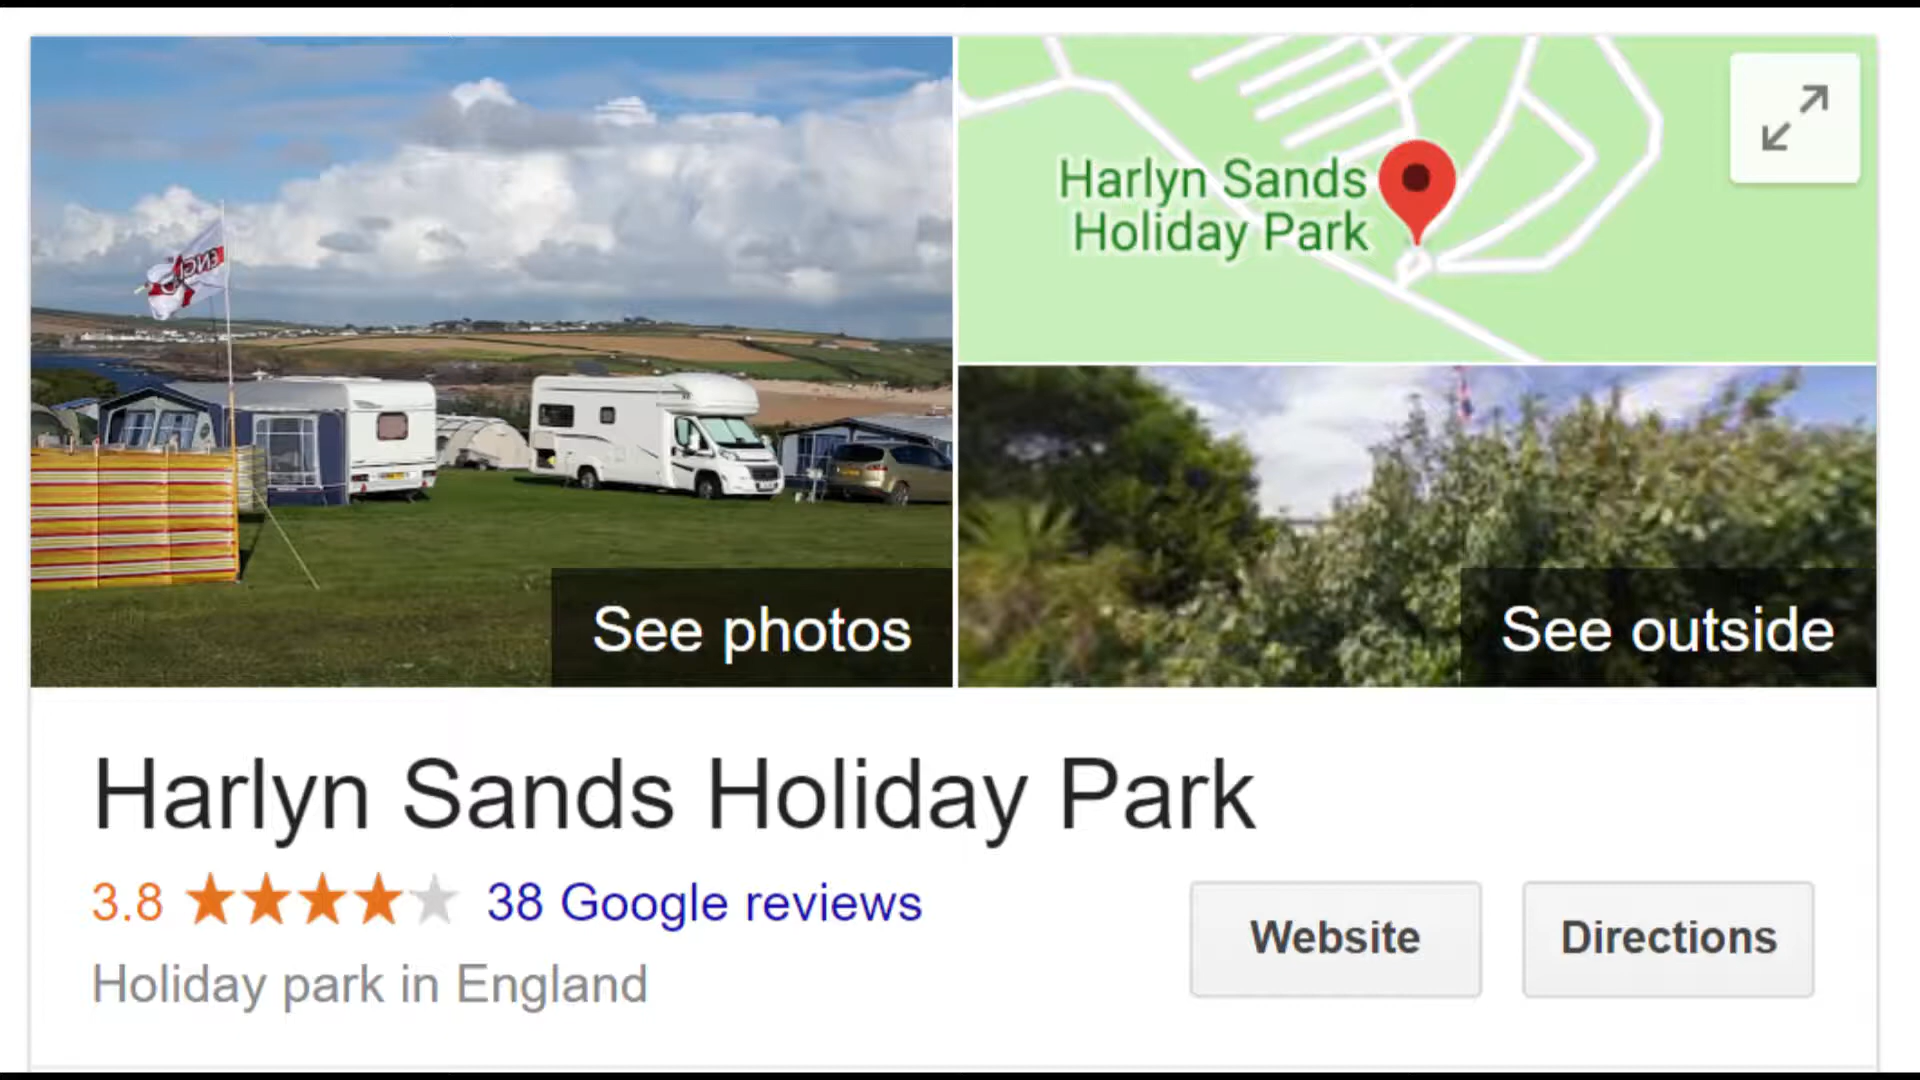 Harlyn Sands
Holiday Park
See photos
See outside
Harlyn Sands Holiday Park
3.8 38 Google reviews
Holiday park in England
Website
Directions